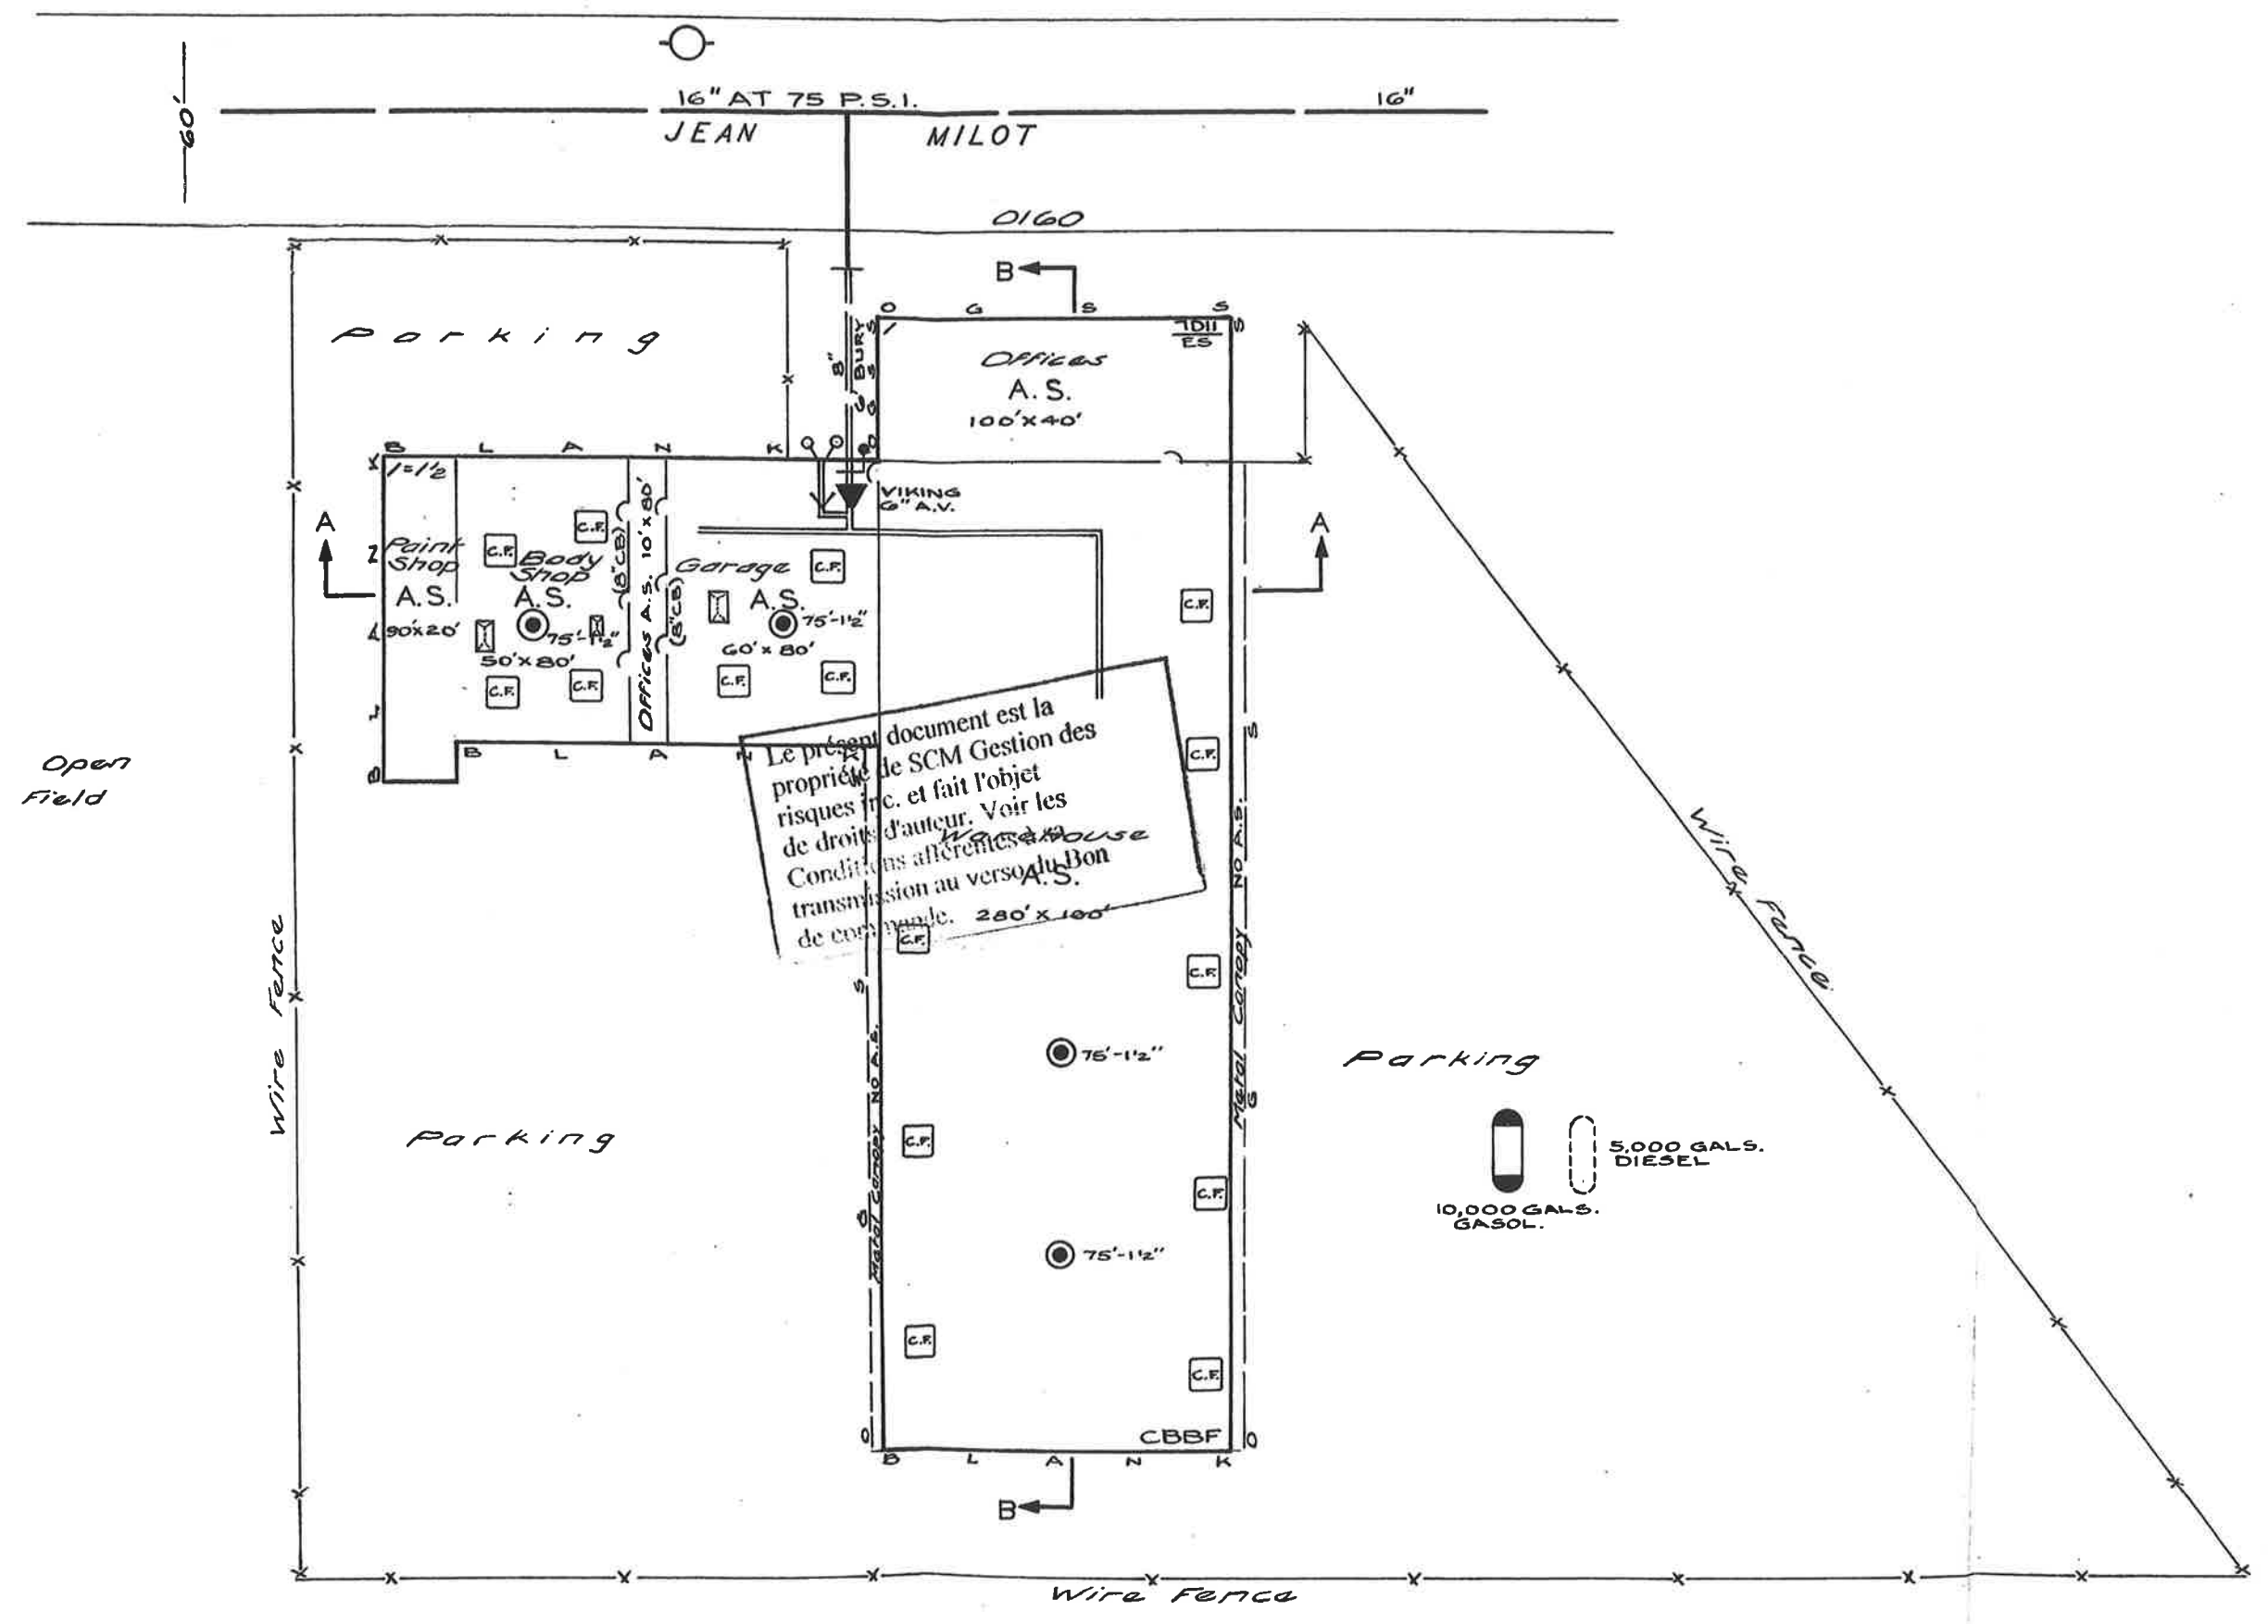 60'
16" AT 75 P.S.I.
16"
JEAN MILOT
0160
B
Parking
8"
6' BURY
O G S S
TD11
ES
S
Offices
A.S.
100'X40'
B L A N K
1=1½
VIKING
6" A.V.
A
A
Paint
Shop
A.S.
90'X20'
C.F.
C.F.
Body
Shop
A.S.
75'-1½"
50'X80'
C.F.
C.F.
(8"CB)
Offices A.S. 10'X80'
(8"CB)
Garage
C.F.
A.S.
75'-1½"
60'X80'
C.F.
C.F.
C.F.
B L A N K
B L A N K
Open
Field
Le présent document est la
propriété de SCM Gestion des
risques inc. et fait l'objet
de droits d'auteur. Voir les
Conditions afférentes à la
transmission au verso du Bon
de commande.
Warehouse
A.S.
280'X100'
C.F.
C.F.
C.F.
Wire Fence
Wire Fence
Metal Canopy NO A.S.
Metal Canopy NO A.S.
S
S
G
G
O
O
75'-1½"
Parking
Parking
C.F.
C.F.
5,000 GALS.
DIESEL
10,000 GALS.
GASOL.
75'-1½"
C.F.
C.F.
CBBF
B L A N K
B
Wire Fence